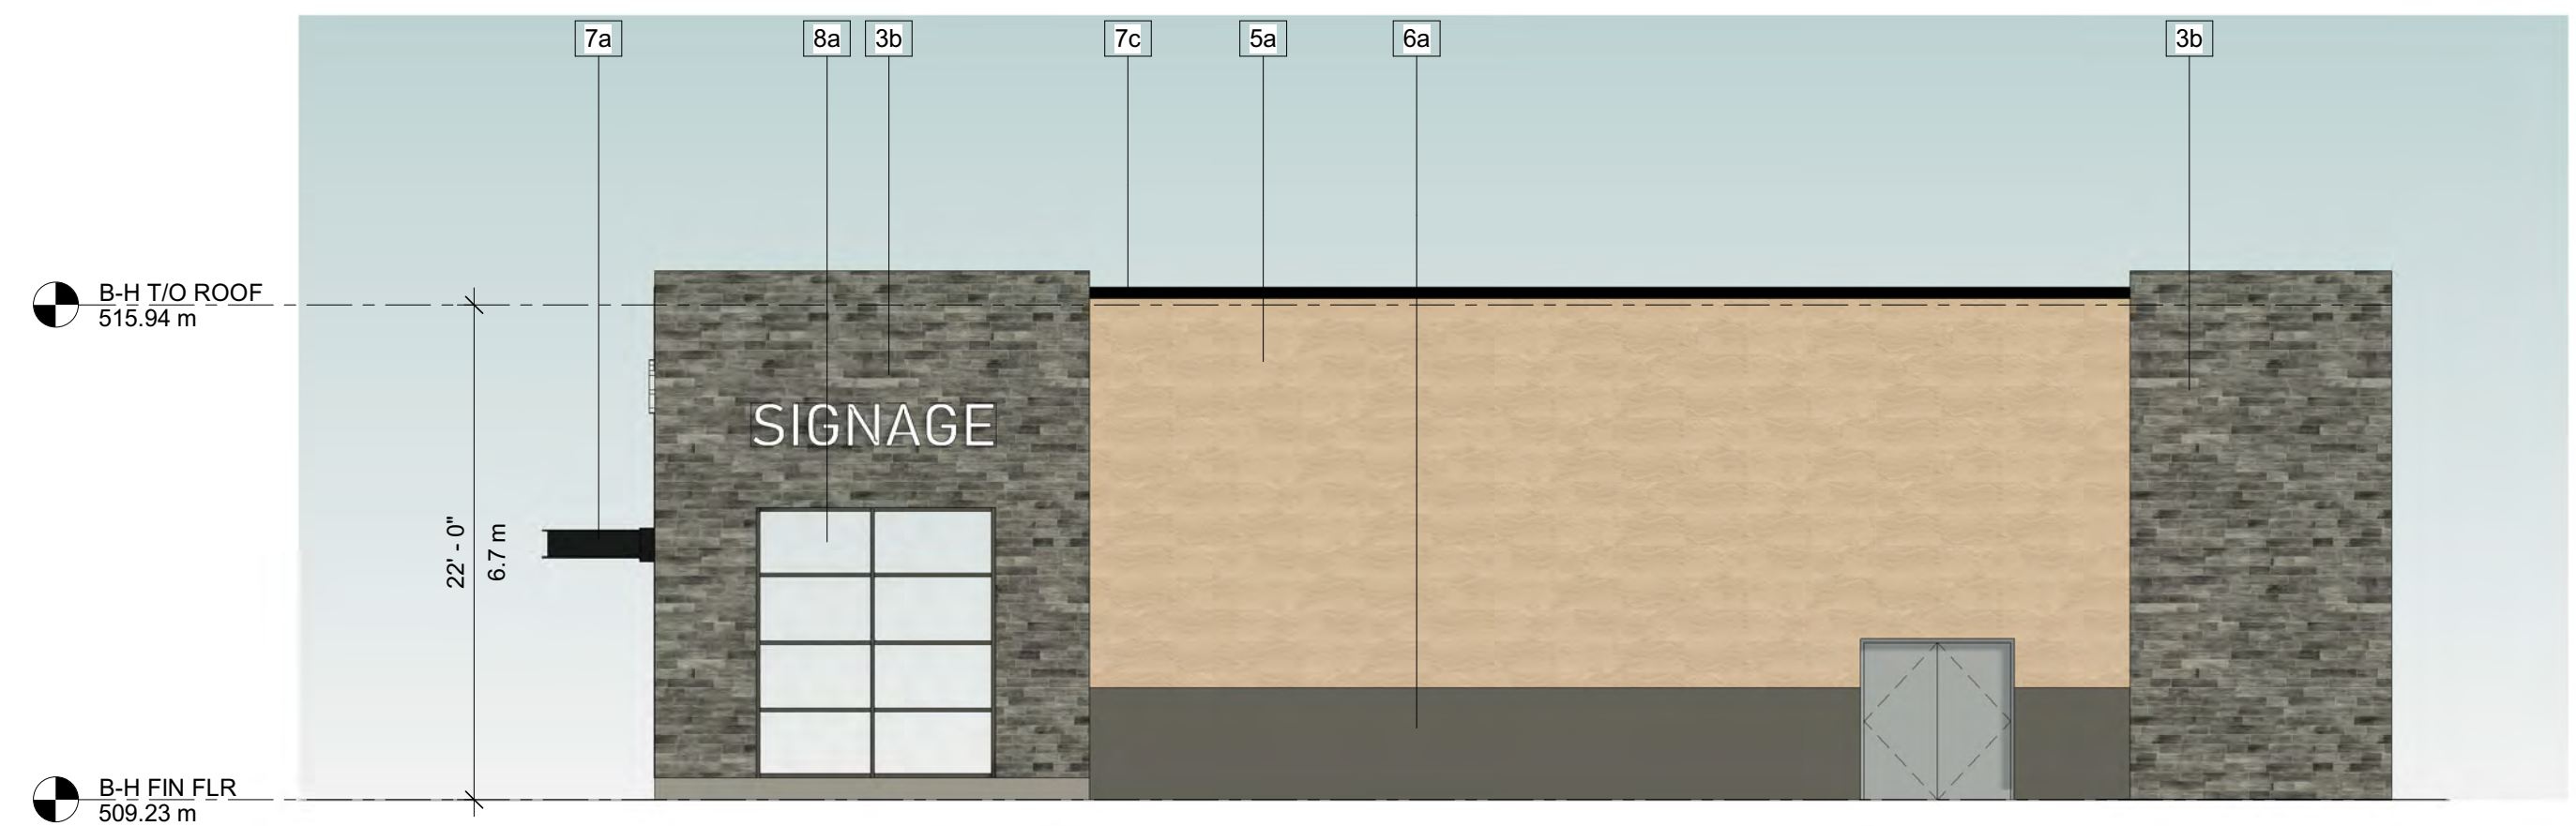 7a 8a 3b 7c 5a 6a 3b
B-H T/O ROOF
515.94 m
SIGNAGE
22' - 0"
6.7 m
B-H FIN FLR
509.23 m